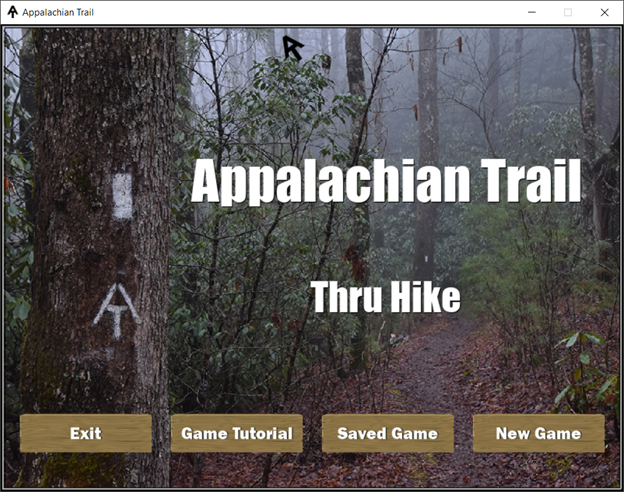 Appalachian Trail
Appalachian Trail
Thru Hike
Exit
Game Tutorial
Saved Game
New Game